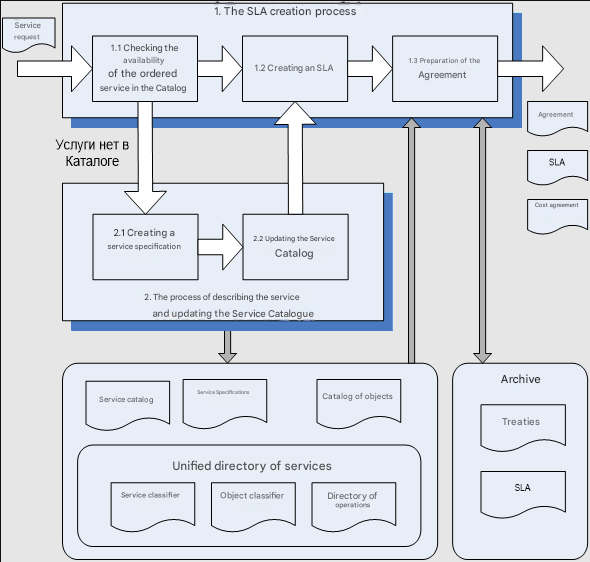 1. The SLA creation process
Service
request
1.1 Checking the
availability
of the ordered
service in the Catalog
1.2 Creating an SLA
1.3 Preparation of the
Agreement
Agreement
SLA
Cost agreement
Услуги нет в
Каталоге
2.1 Creating a
service specification
2.2 Updating the Service
Catalog
2. The process of describing the service
and updating the Service Catalogue
Service catalog
Service Specifications
Catalog of objects
Unified directory of services
Service classifier
Object classifier
Directory of
operations
Archive
Treaties
SLA